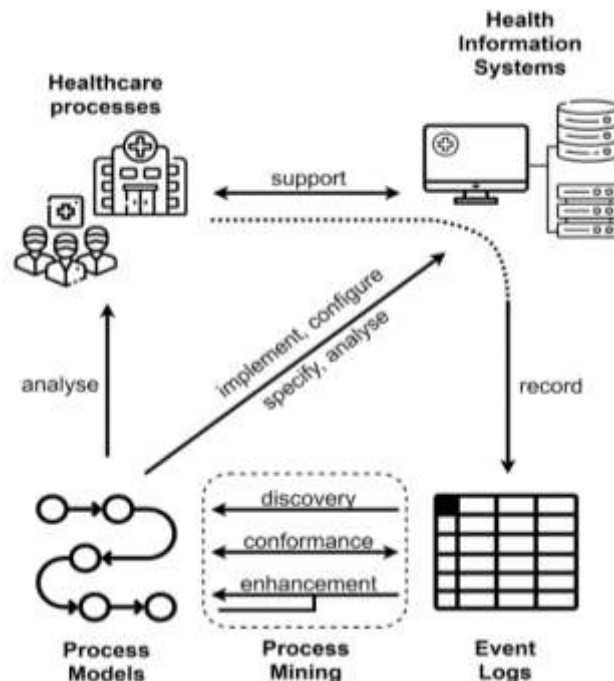 Health
Information
Systems
Healthcare
processes
support
implement, configure
specify, analyse
analyse
record
discovery
conformance
enhancement
Process
Models
Process
Mining
Event
Logs